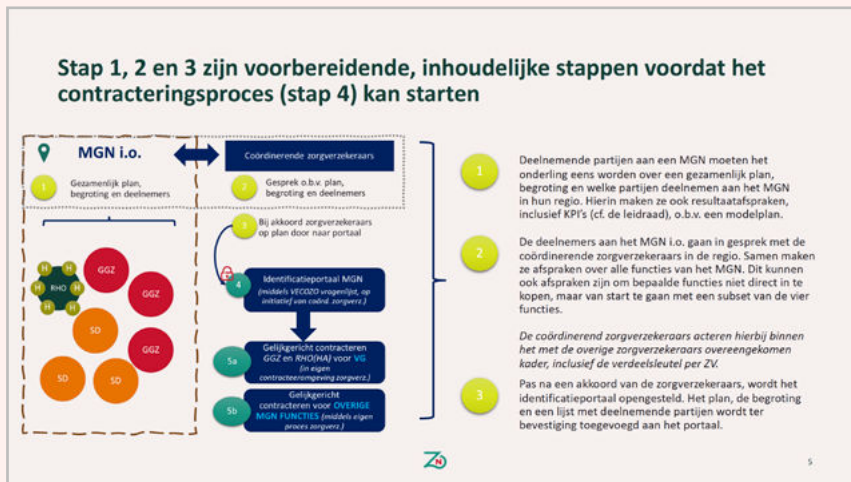 Stap 1, 2 en 3 zijn voorbereidende, inhoudelijke stappen voordat het
contracteringsproces (stap 4) kan starten
MGN i.o.
Coördinerende zorgverzekeraars
1
Gezamenlijk plan,
begroting en deelnemers
2
Gesprek o.b.v. plan,
begroting en deelnemers
3
Bij akkoord zorgverzekeraars
op plan door naar portaal
H
H
H
RHO
H
H
H
GGZ
GGZ
SD
GGZ
SD
SD
4
Identificatieportaal MGN
(middels VECOZO vragenlijst, op
initiatief van coörd. zorgverz.)
5a
Gelijkgericht contracteren
GGZ en RHO(HA) voor VG
(in eigen
contracteeromgeving zorgverz.)
5b
Gelijkgericht
contracteren voor OVERIGE
MGN FUNCTIES (middels eigen
proces zorgverz.)
1
Deelnemende partijen aan een MGN moeten het
onderling eens worden over een gezamenlijk plan,
begroting en welke partijen deelnemen aan het MGN
in hun regio. Hierin maken ze ook resultaatafspraken,
inclusief KPI's (cf. de leidraad), o.b.v. een modelplan.
2
De deelnemers aan het MGN i.o. gaan in gesprek met de
coördinerende zorgverzekeraars in de regio. Samen maken
ze afspraken over alle functies van het MGN. Dit kunnen
ook afspraken zijn om bepaalde functies niet direct in te
kopen, maar van start te gaan met een subset van de vier
functies.
De coördinerend zorgverzekeraars acteren hierbij binnen
het met de overige zorgverzekeraars overeengekomen
kader, inclusief de verdeelsleutel per ZV.
3
Pas na een akkoord van de zorgverzekeraars, wordt het
identificatieportaal opengesteld. Het plan, de begroting
en een lijst met deelnemende partijen wordt ter
bevestiging toegevoegd aan het portaal.
ZN
5